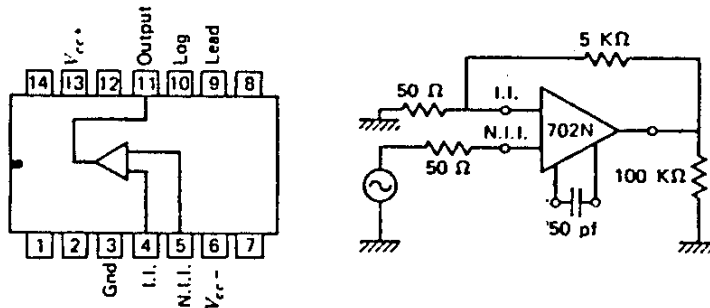 Vcc+
Output
Log
Lead
14 13 12 11 10 9 8
1 2 3 4 5 6 7
Gnd
I.I.
N.I.I.
Vcc-
5 KΩ
50 Ω
I.I.
702N
N.I.I.
50 Ω
100 KΩ
50 pf